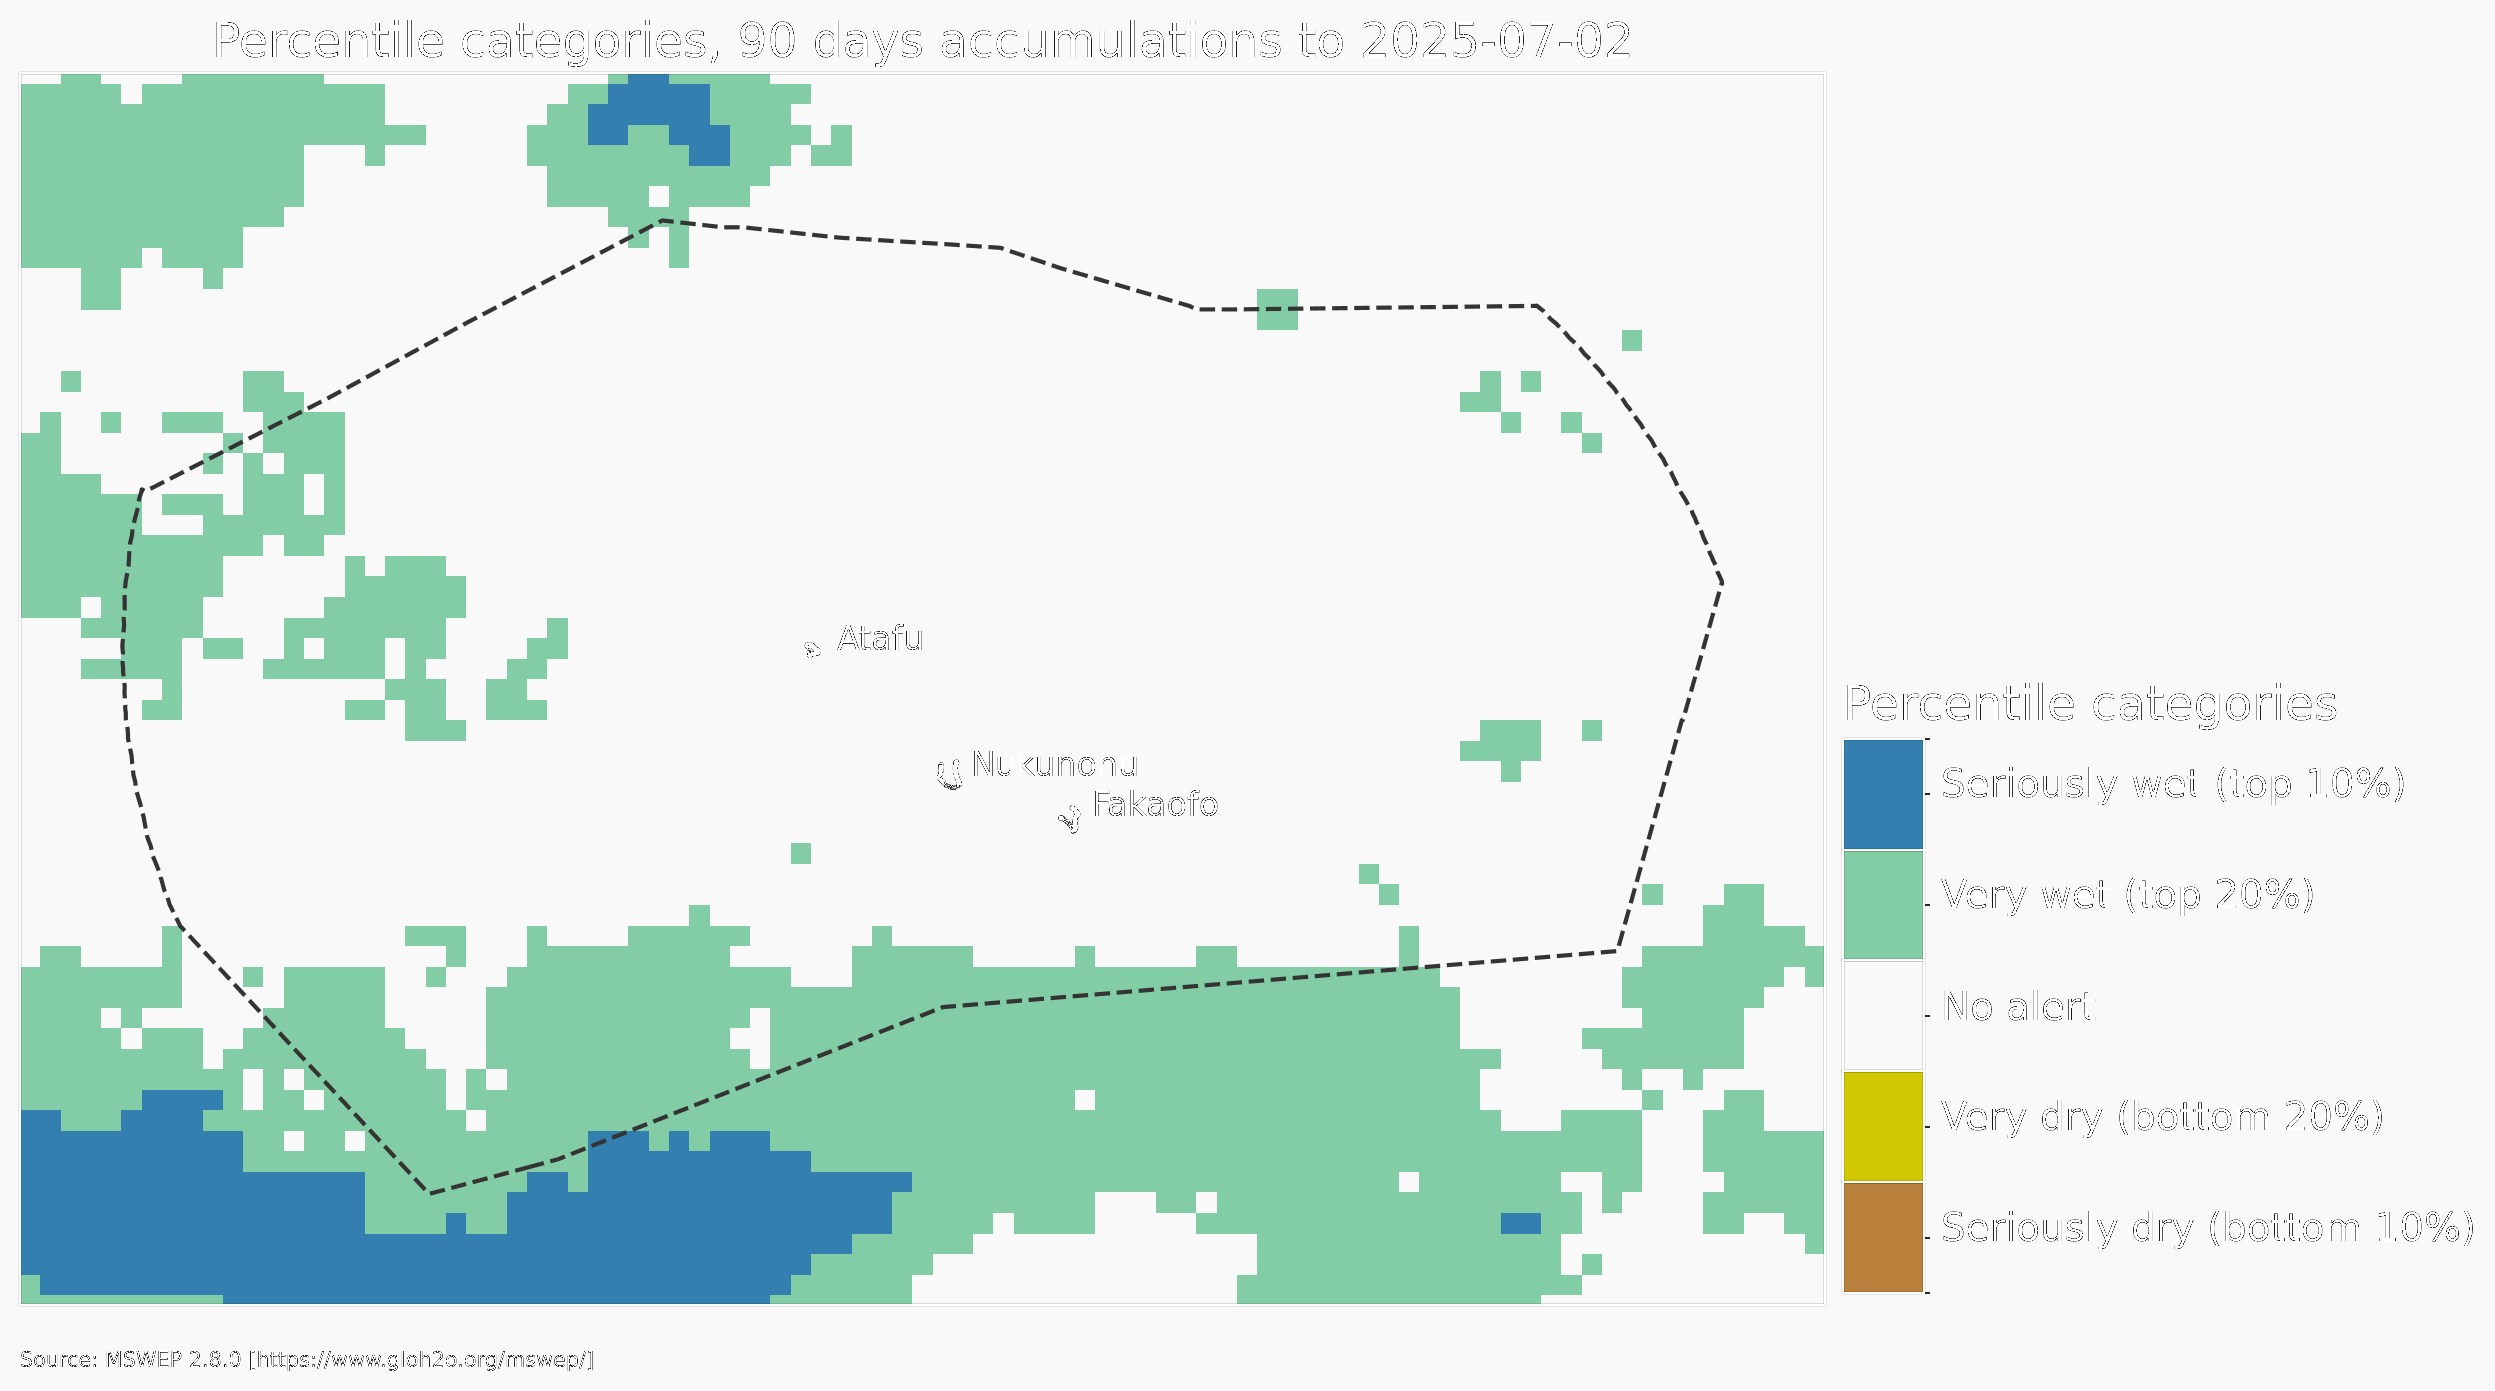 Percentile categories, 90 days accumulations to 2025-07-02
Atafu
Nukunonu
Fakaofo
Percentile categories
Seriously wet (top 10%)
Very wet (top 20%)
No alert
Very dry (bottom 20%)
Seriously dry (bottom 10%)
Source: MSWEP 2.8.0 [https://www.gloh2o.org/mswep/]